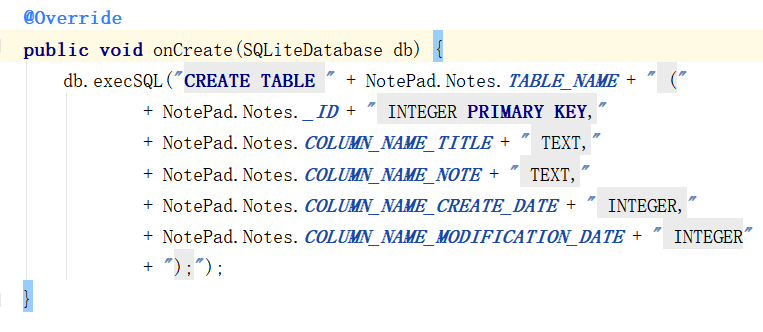 @Override
public void onCreate(SQLiteDatabase db) {
db.execSQL("CREATE TABLE " + NotePad.Notes.TABLE_NAME + " ("
+ NotePad.Notes._ID + " INTEGER PRIMARY KEY,"
+ NotePad.Notes.COLUMN_NAME_TITLE + " TEXT,"
+ NotePad.Notes.COLUMN_NAME_NOTE + " TEXT,"
+ NotePad.Notes.COLUMN_NAME_CREATE_DATE + " INTEGER,"
+ NotePad.Notes.COLUMN_NAME_MODIFICATION_DATE + " INTEGER"
+ ");");
}